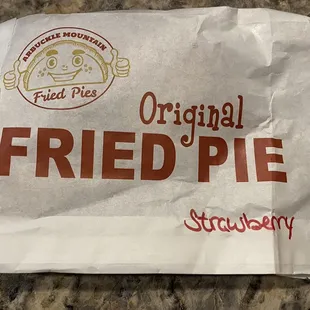 ARBUCKLE MOUNTAIN
Fried Pies
Original
FRIED PIE
Strawberry